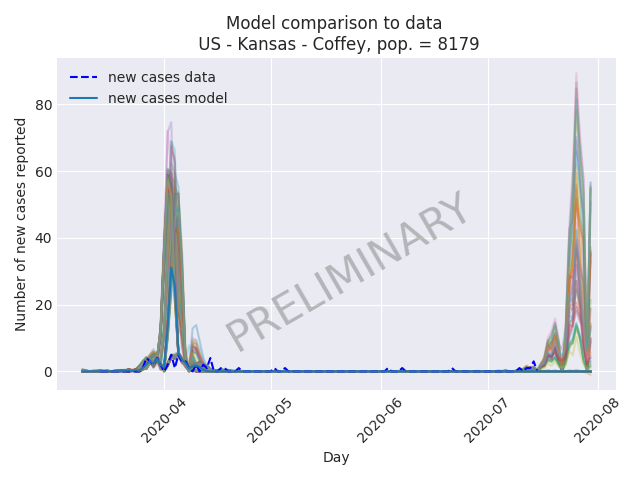 Model comparison to data
US - Kansas - Coffey, pop. = 8179
new cases data
new cases model
Number of new cases reported
80
60
40
20
0
PRELIMINARY
2020-04
2020-05
2020-06
2020-07
2020-08
Day